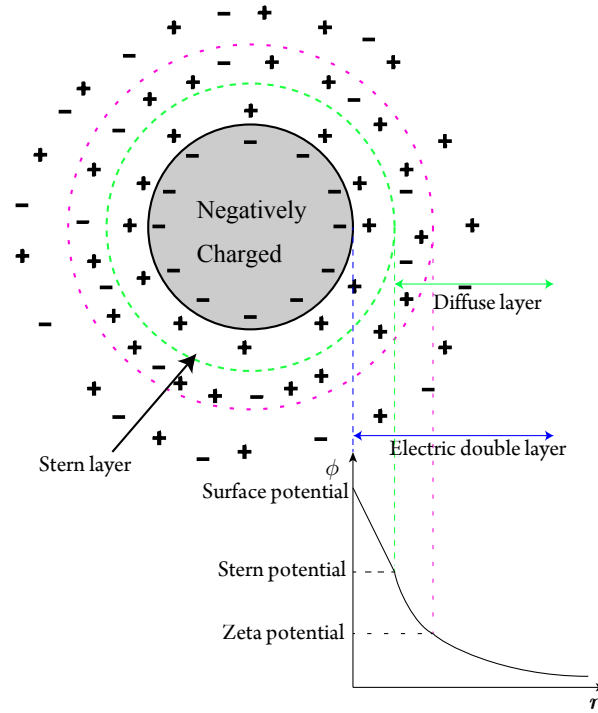 Negatively
Charged
Diffuse layer
Stern layer
Electric double layer
ϕ
Surface potential
Stern potential
Zeta potential
r